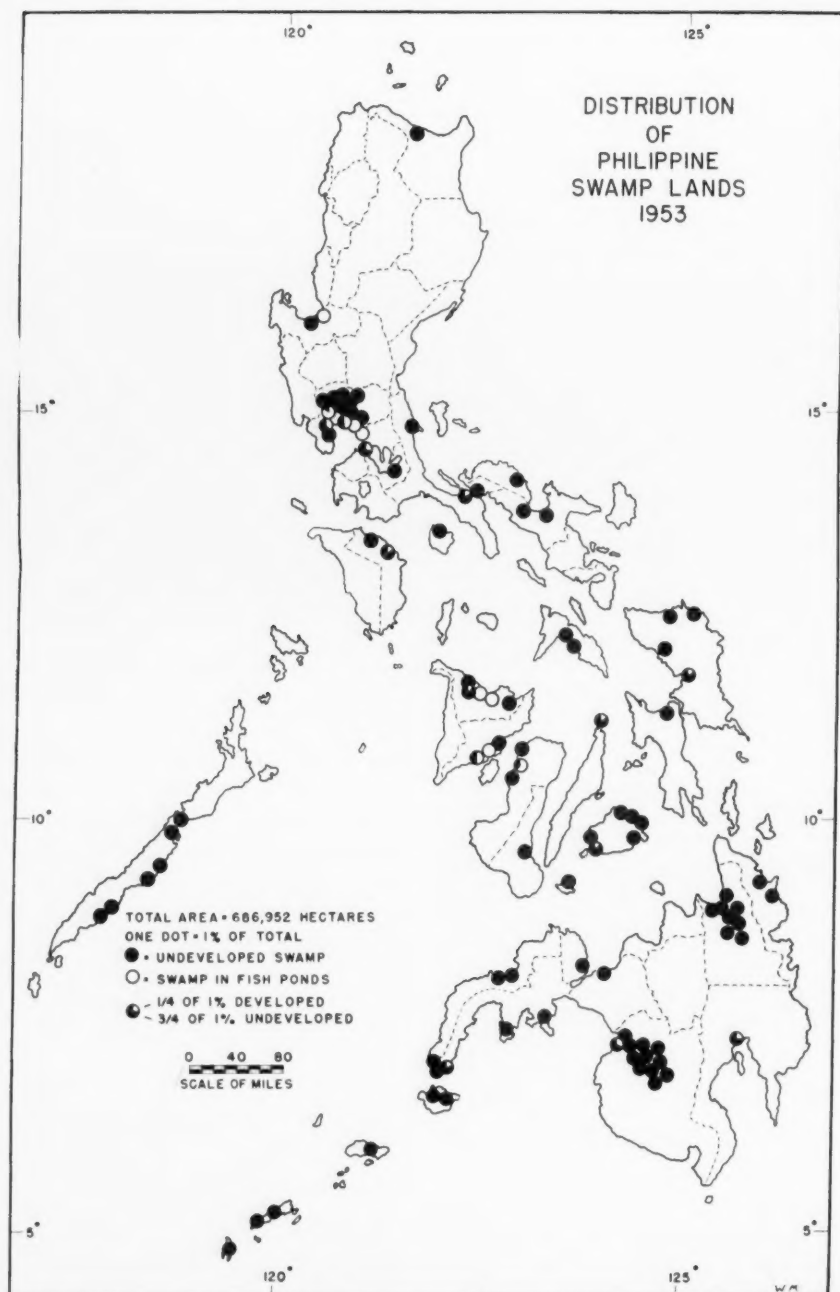 120°
125°
DISTRIBUTION
OF
PHILIPPINE
SWAMP LANDS
1953
15°
15°
10°
10°
TOTAL AREA = 686,952 HECTARES
ONE DOT = 1% OF TOTAL
= UNDEVELOPED SWAMP
= SWAMP IN FISH PONDS
1/4 OF 1% DEVELOPED
3/4 OF 1% UNDEVELOPED
0 40 80
SCALE OF MILES
5°
5°
120°
125°
W.M.